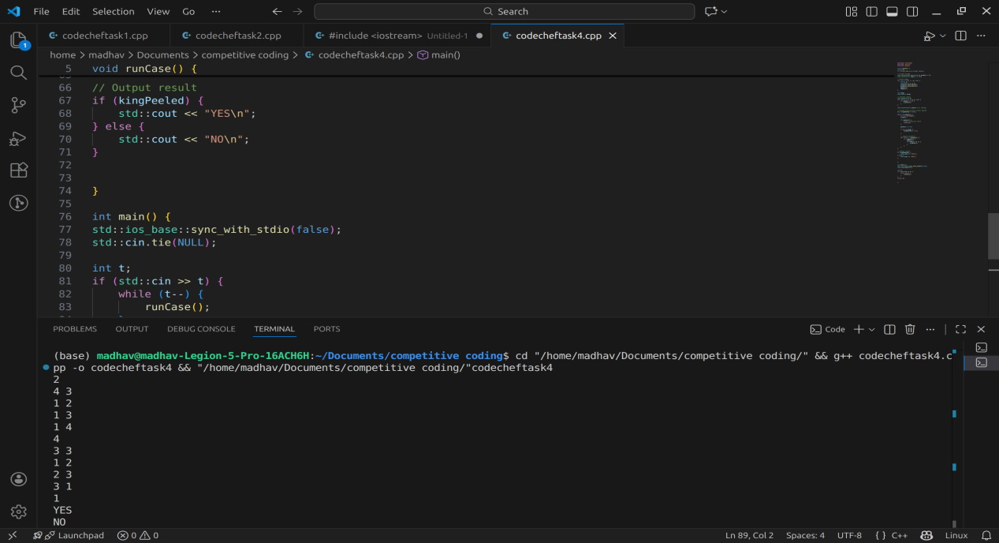 File Edit Selection View Go ··· Search
1
codecheftask1.cpp codecheftask2.cpp #include <iostream> Untitled-1 codecheftask4.cpp
home > madhav > Documents > competitive coding > codecheftask4.cpp > main()
5 void runCase() {
66 // Output result
67 if (kingPeeled) {
68 std::cout << "YES\n";
69 } else {
70 std::cout << "NO\n";
71 }
72
73
74 }
75
76 int main() {
77 std::ios_base::sync_with_stdio(false);
78 std::cin.tie(NULL);
79
80 int t;
81 if (std::cin >> t) {
82 while (t--) {
83 runCase();
PROBLEMS OUTPUT DEBUG CONSOLE TERMINAL PORTS Code
(base) madhav@madhav-Legion-5-Pro-16ACH6H:~/Documents/competitive coding$ cd "/home/madhav/Documents/competitive coding/" && g++ codecheftask4.c
pp -o codecheftask4 && "/home/madhav/Documents/competitive coding/"codecheftask4
2
4 3
1 2
1 3
1 4
4
3 3
1 2
2 3
3 1
1
YES
NO
Launchpad 0 0 Ln 89, Col 2 Spaces: 4 UTF-8 {} C++ Linux